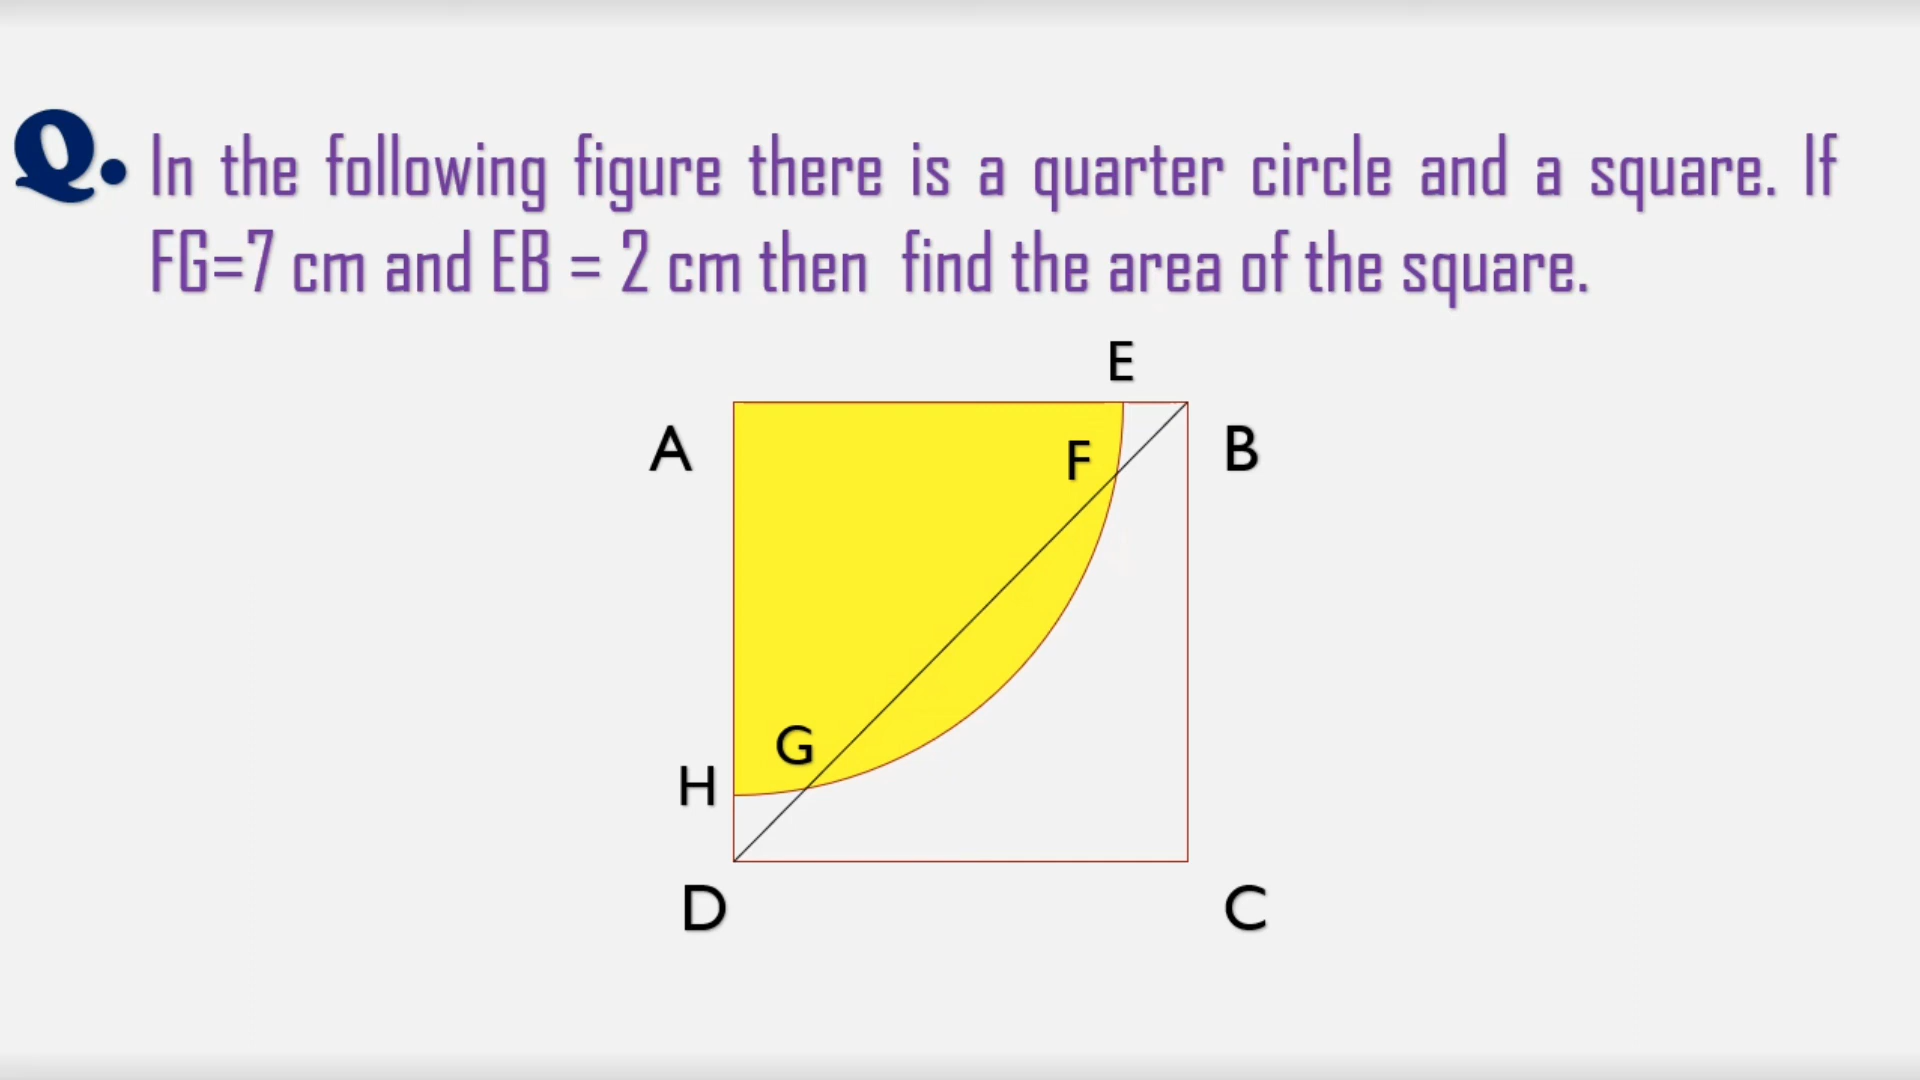 Q. In the following figure there is a quarter circle and a square. If
FG=7 cm and EB = 2 cm then find the area of the square.
E
A
F
B
G
H
D
C